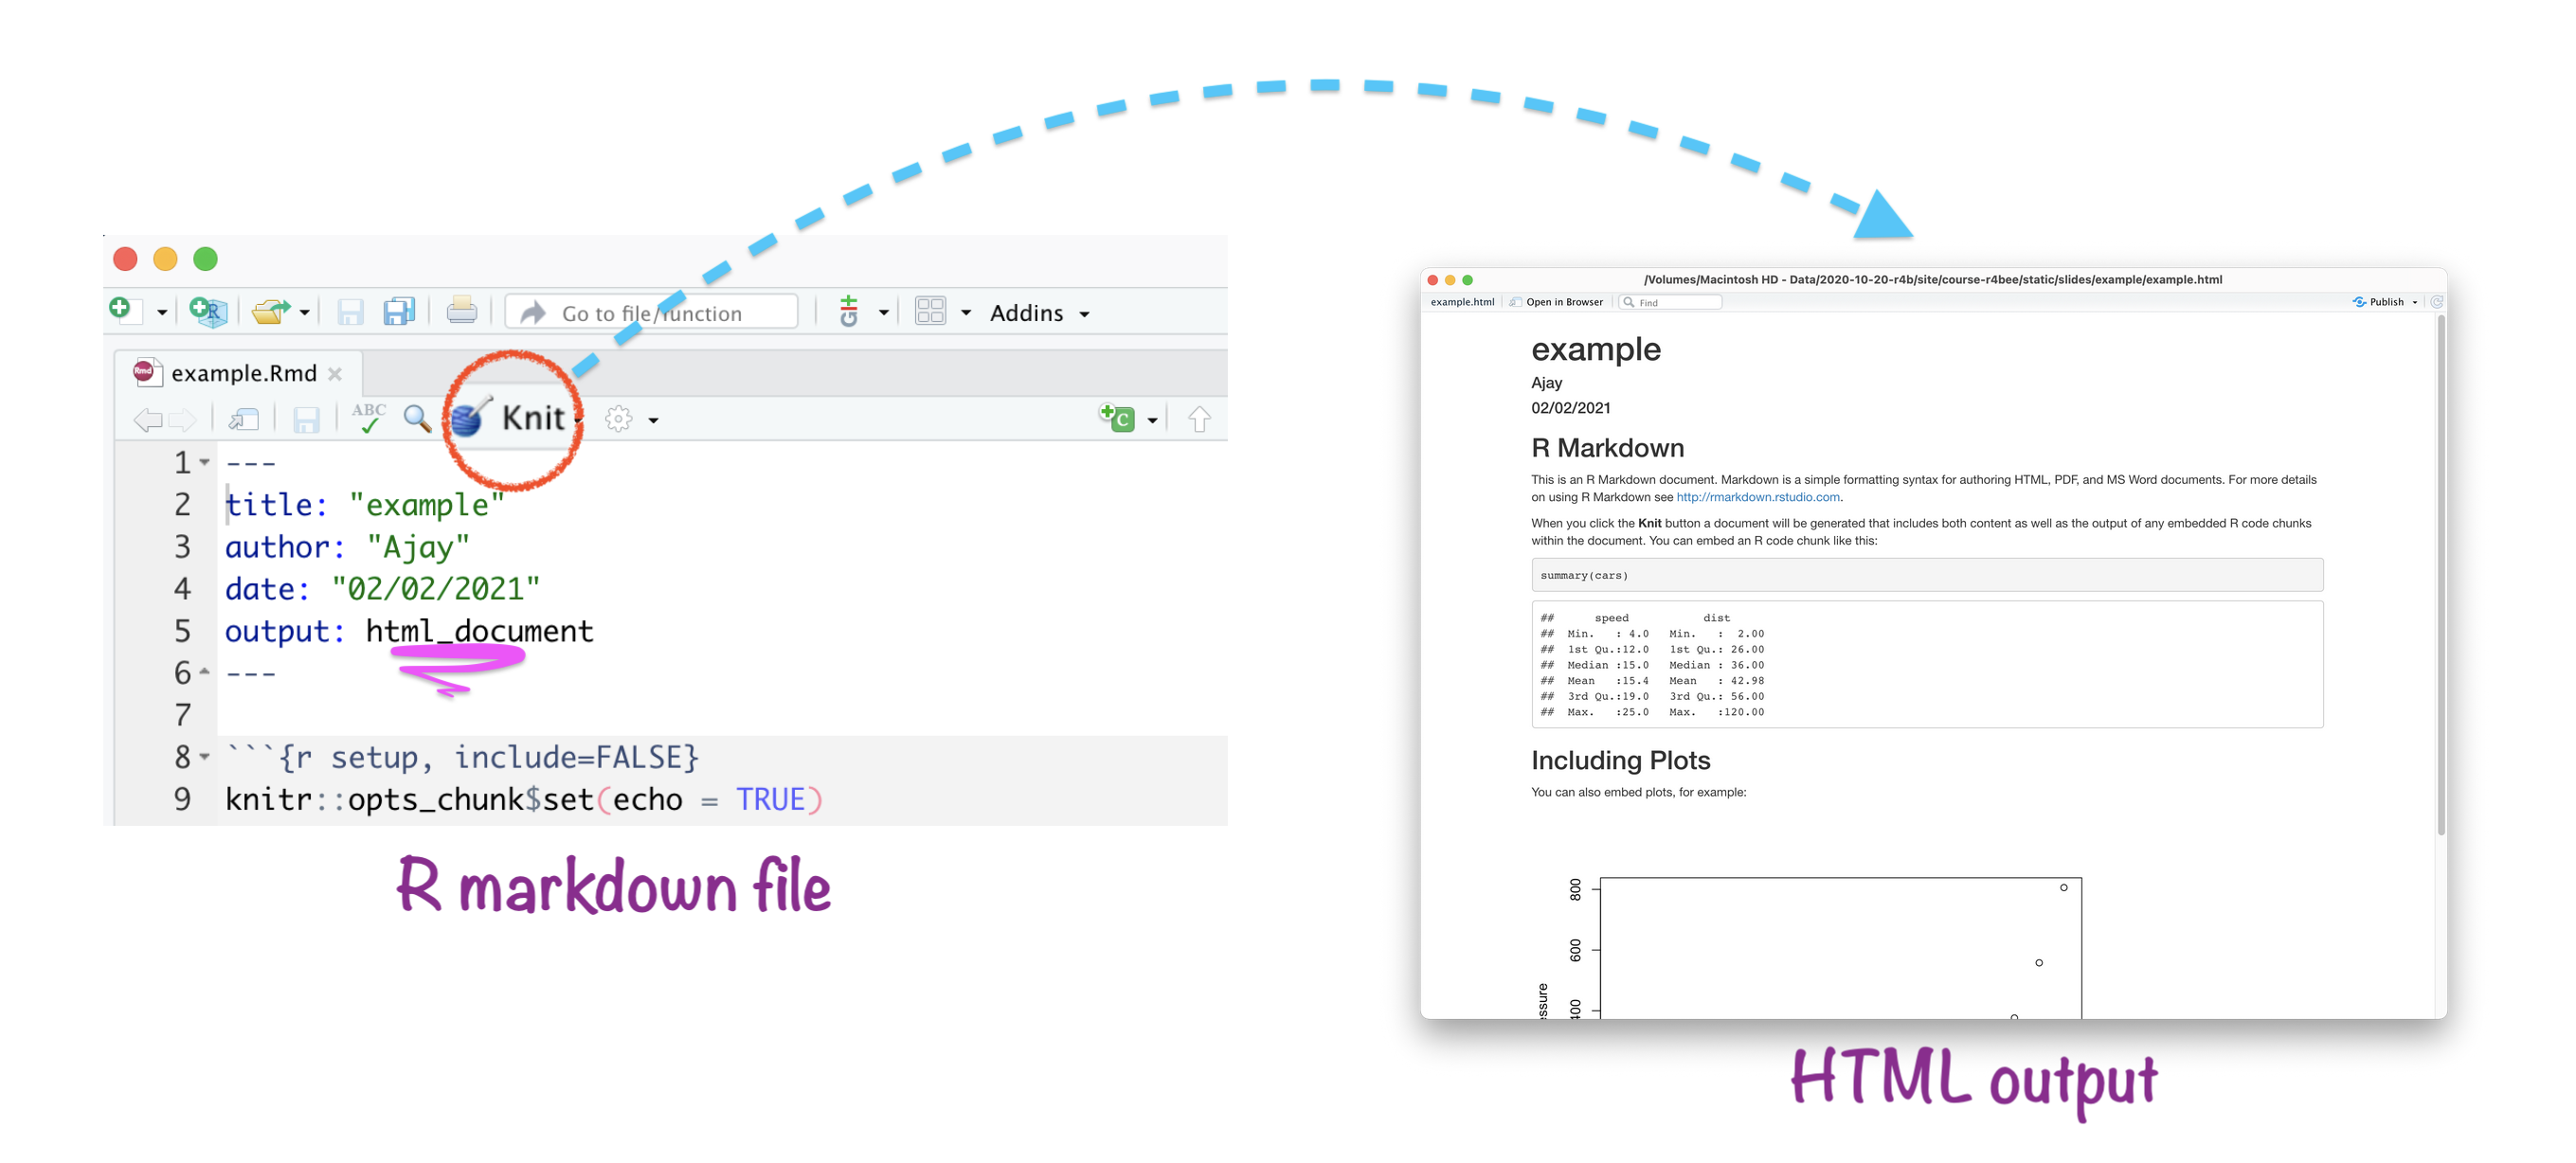 Go to file/function
Git
Addins
Rmd
example.Rmd
ABC
Knit
C
1 ---
2 title: "example"
3 author: "Ajay"
4 date: "02/02/2021"
5 output: html_document
6 ---
7
8 ```{r setup, include=FALSE}
9 knitr::opts_chunk$set(echo = TRUE)
R markdown file
/Volumes/Macintosh HD - Data/2020-10-20-r4b/site/course-r4bee/static/slides/example/example.html
example.html Open in Browser Find Publish
example
Ajay
02/02/2021
R Markdown
This is an R Markdown document. Markdown is a simple formatting syntax for authoring HTML, PDF, and MS Word documents. For more details
on using R Markdown see http://rmarkdown.rstudio.com.
When you click the Knit button a document will be generated that includes both content as well as the output of any embedded R code chunks
within the document. You can embed an R code chunk like this:
summary(cars)
##      speed           dist
##  Min.   : 4.0   Min.   :  2.00
##  1st Qu.:12.0   1st Qu.: 26.00
##  Median :15.0   Median : 36.00
##  Mean   :15.4   Mean   : 42.98
##  3rd Qu.:19.0   3rd Qu.: 56.00
##  Max.   :25.0   Max.   :120.00
Including Plots
You can also embed plots, for example:
800
600
400
essure
HTML output